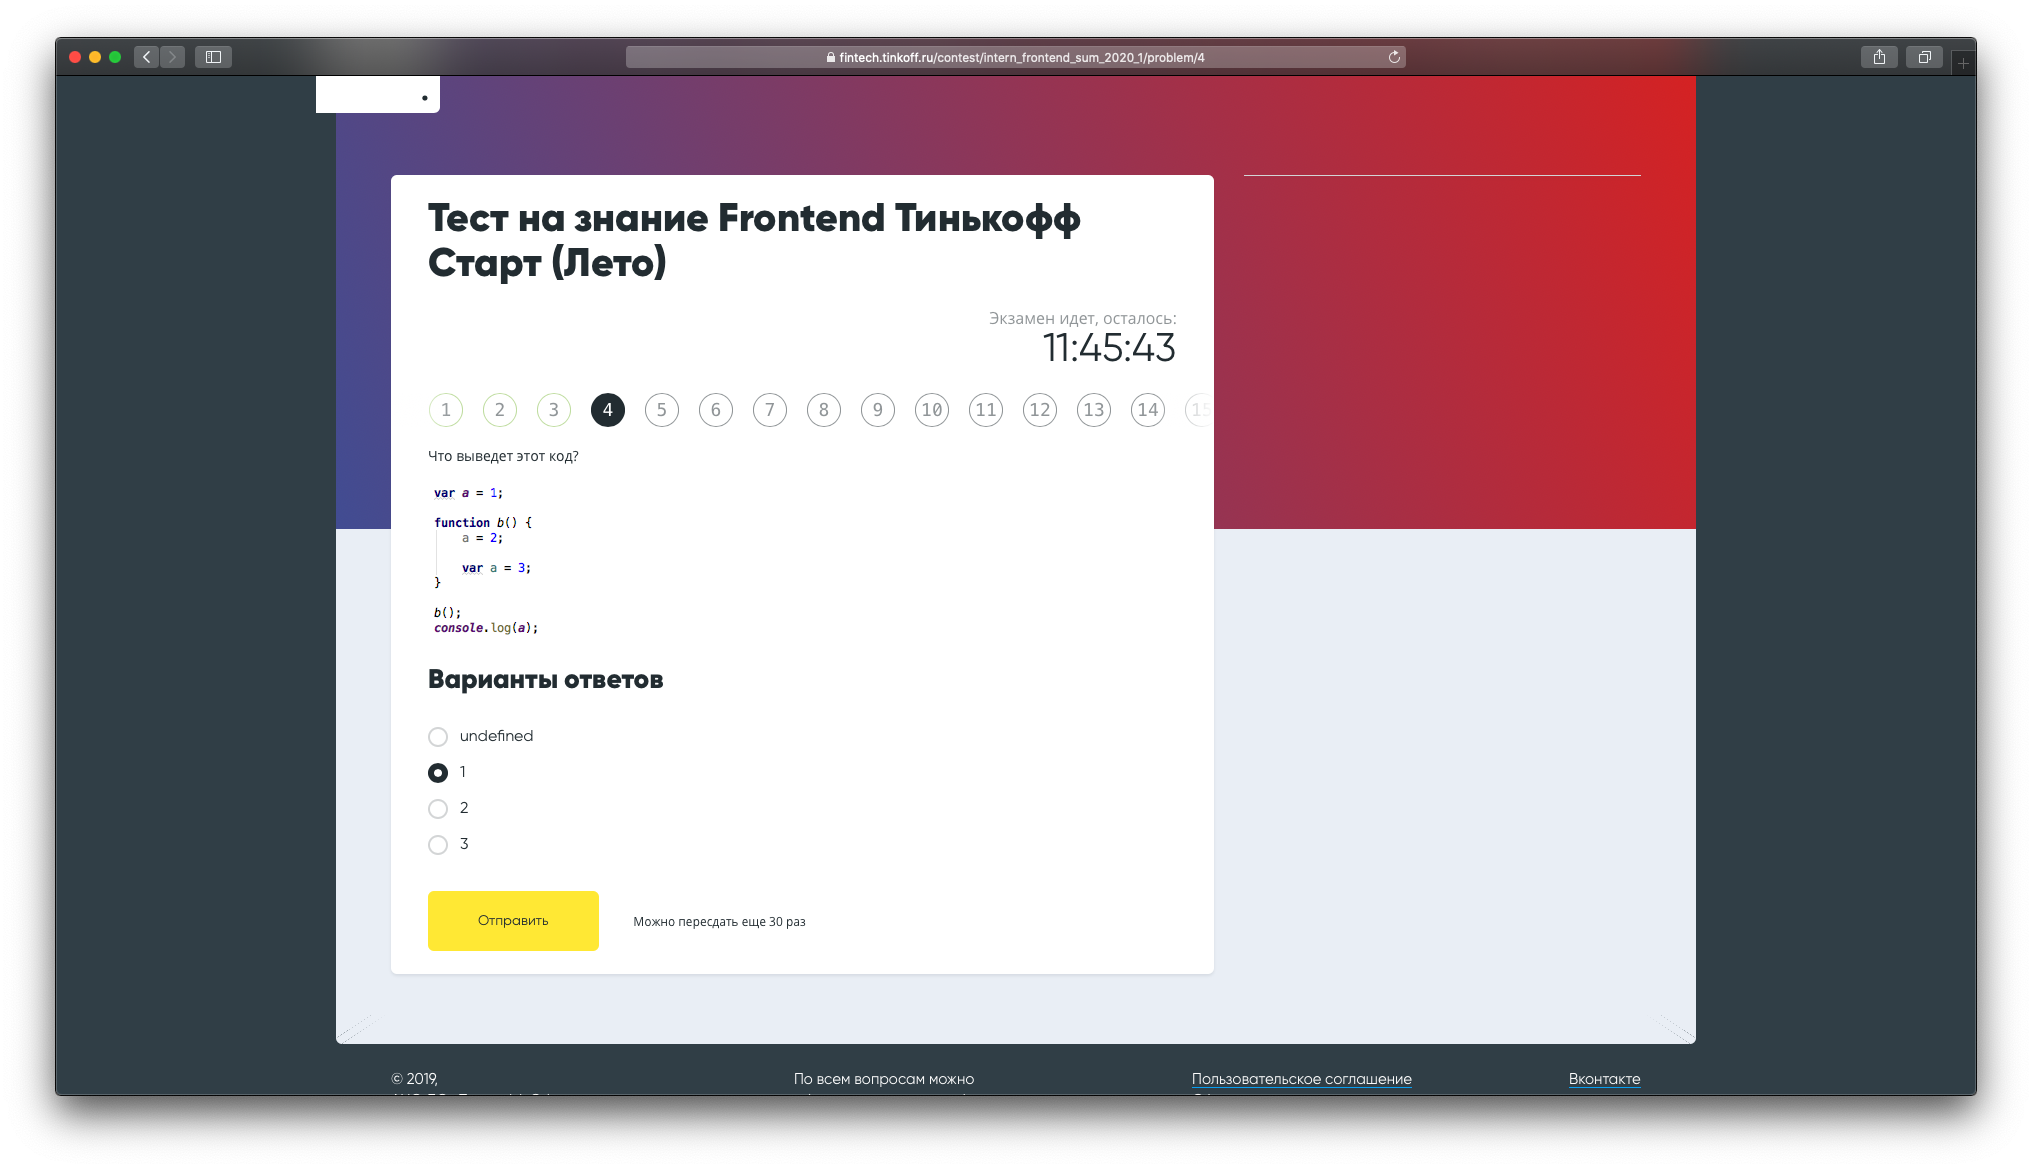 fintech.tinkoff.ru/contest/intern_frontend_sum_2020_1/problem/4
Тест на знание Frontend Тинькофф
Старт (Лето)
Экзамен идет, осталось:
11:45:43
1 2 3 4 5 6 7 8 9 10 11 12 13 14 15
Что выведет этот код?
var a = 1;
function b() {
a = 2;
var a = 3;
}
b();
console.log(a);
Варианты ответов
undefined
1
2
3
Отправить
Можно пересдать еще 30 раз
© 2019,
По всем вопросам можно
Пользовательское соглашение
Вконтакте